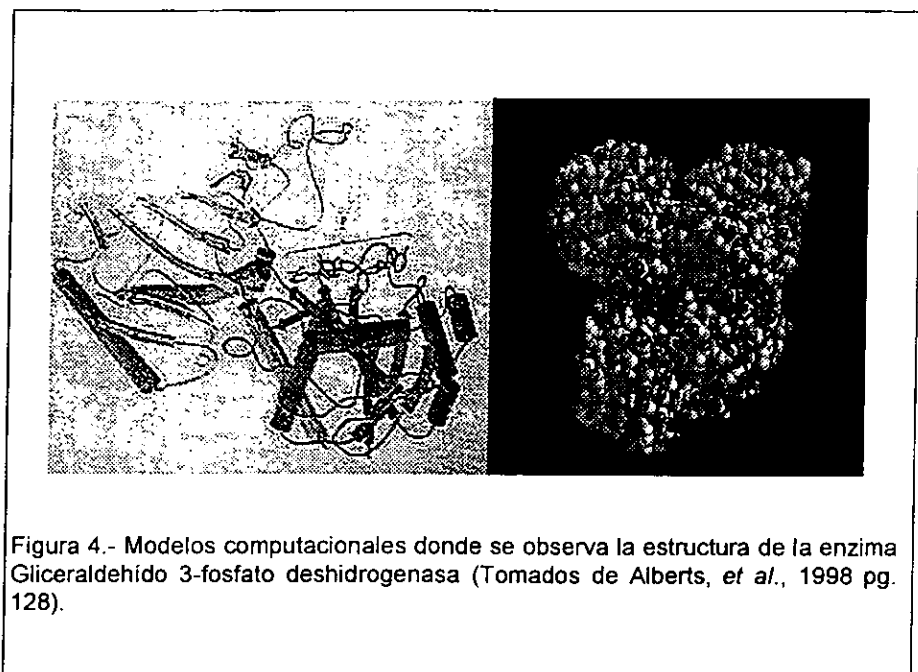 Figura 4.- Modelos computacionales donde se observa la estructura de la enzima
Gliceraldehído 3-fosfato deshidrogenasa (Tomados de Alberts, et al., 1998 pg.
128).